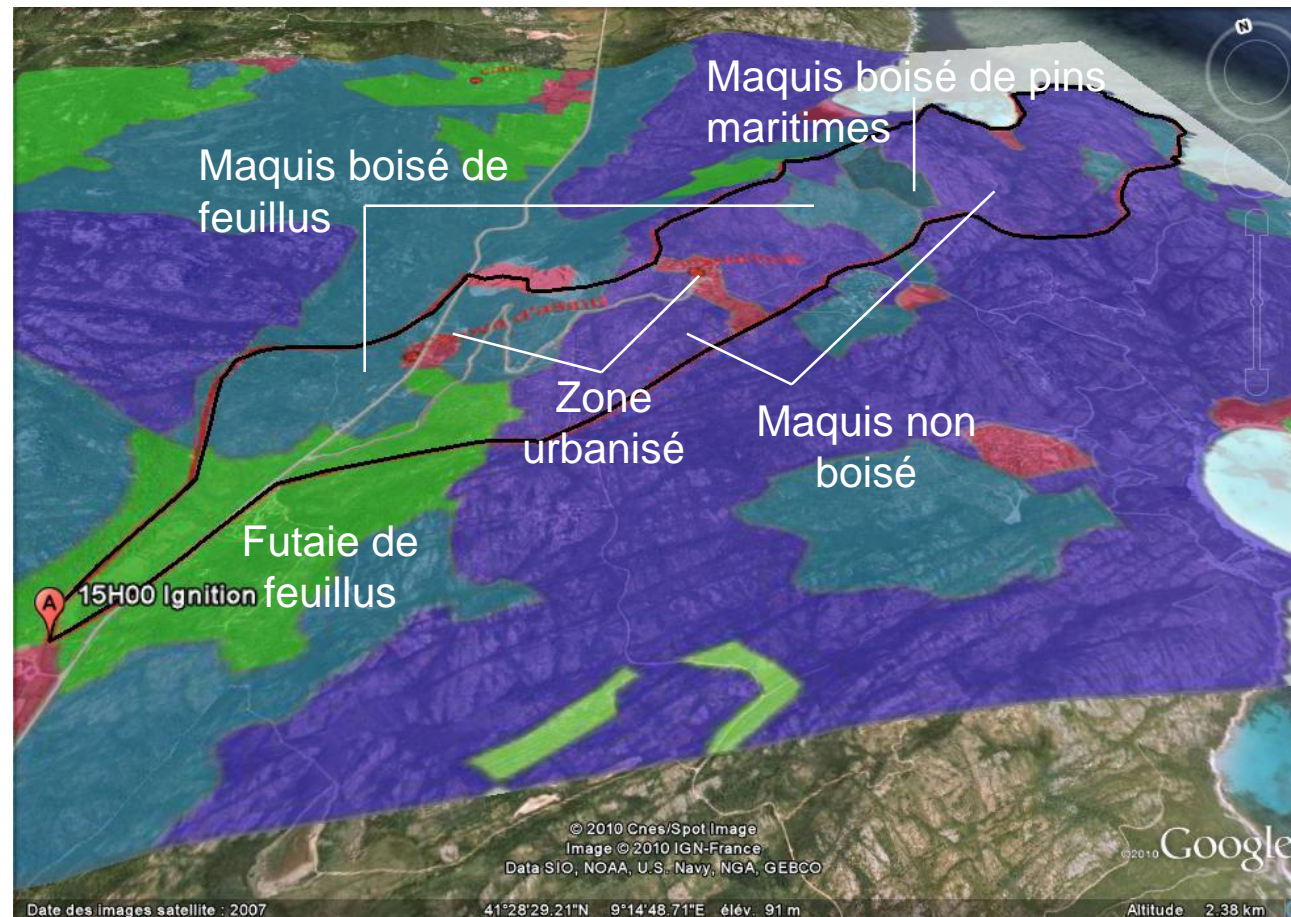 N
Maquis boisé de pins
maritimes
Maquis boisé de
feuillus
Zone
urbanisé
Maquis non
boisé
Futaie de
feuillus
A
15H00 Ignition
© 2010 Cnes/Spot Image
Image © 2010 IGN-France
Data SIO, NOAA, U.S. Navy, NGA, GEBCO
©2010 Google
Date des images satellite : 2007
41°28'29.21"N 9°14'48.71"E élév. 91 m
Altitude 2.38 km